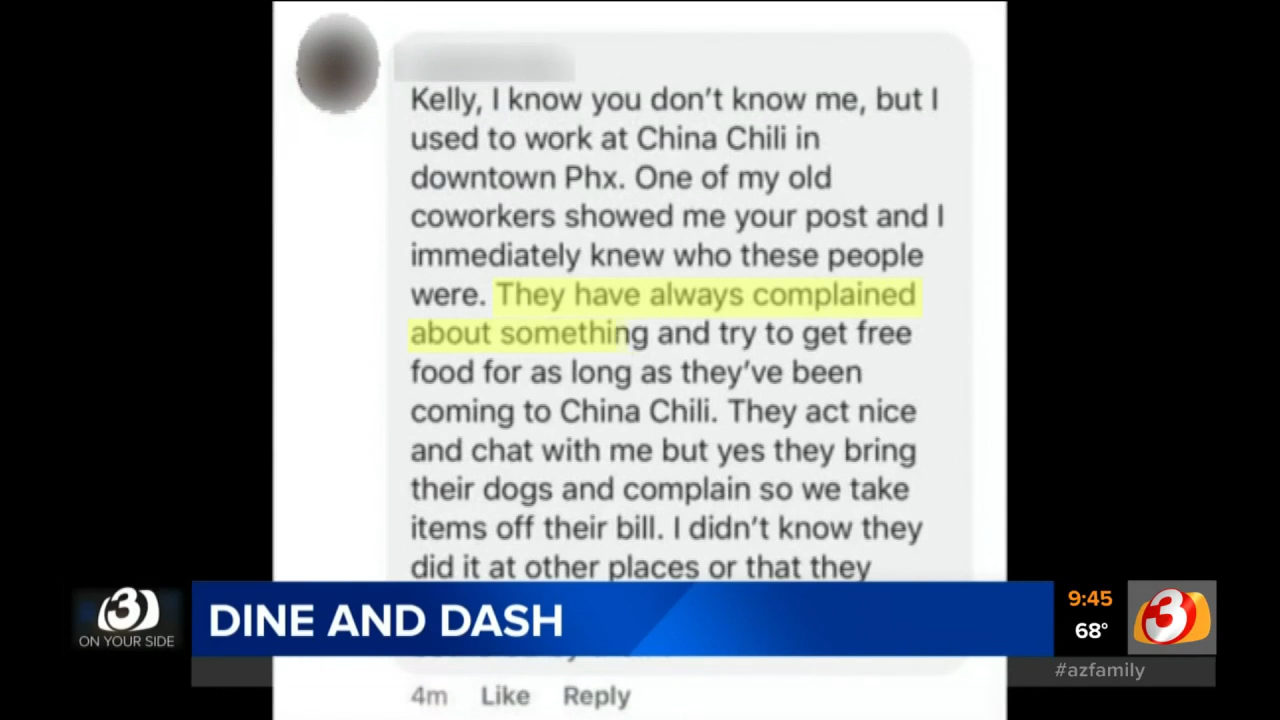 Kelly, I know you don't know me, but I
used to work at China Chili in
downtown Phx. One of my old
coworkers showed me your post and I
immediately knew who these people
were. They have always complained
about something and try to get free
food for as long as they've been
coming to China Chili. They act nice
and chat with me but yes they bring
their dogs and complain so we take
items off their bill. I didn't know they
did it at other places or that they
4m Like Reply
3
ON YOUR SIDE
DINE AND DASH
9:45
68°
3
#azfamily